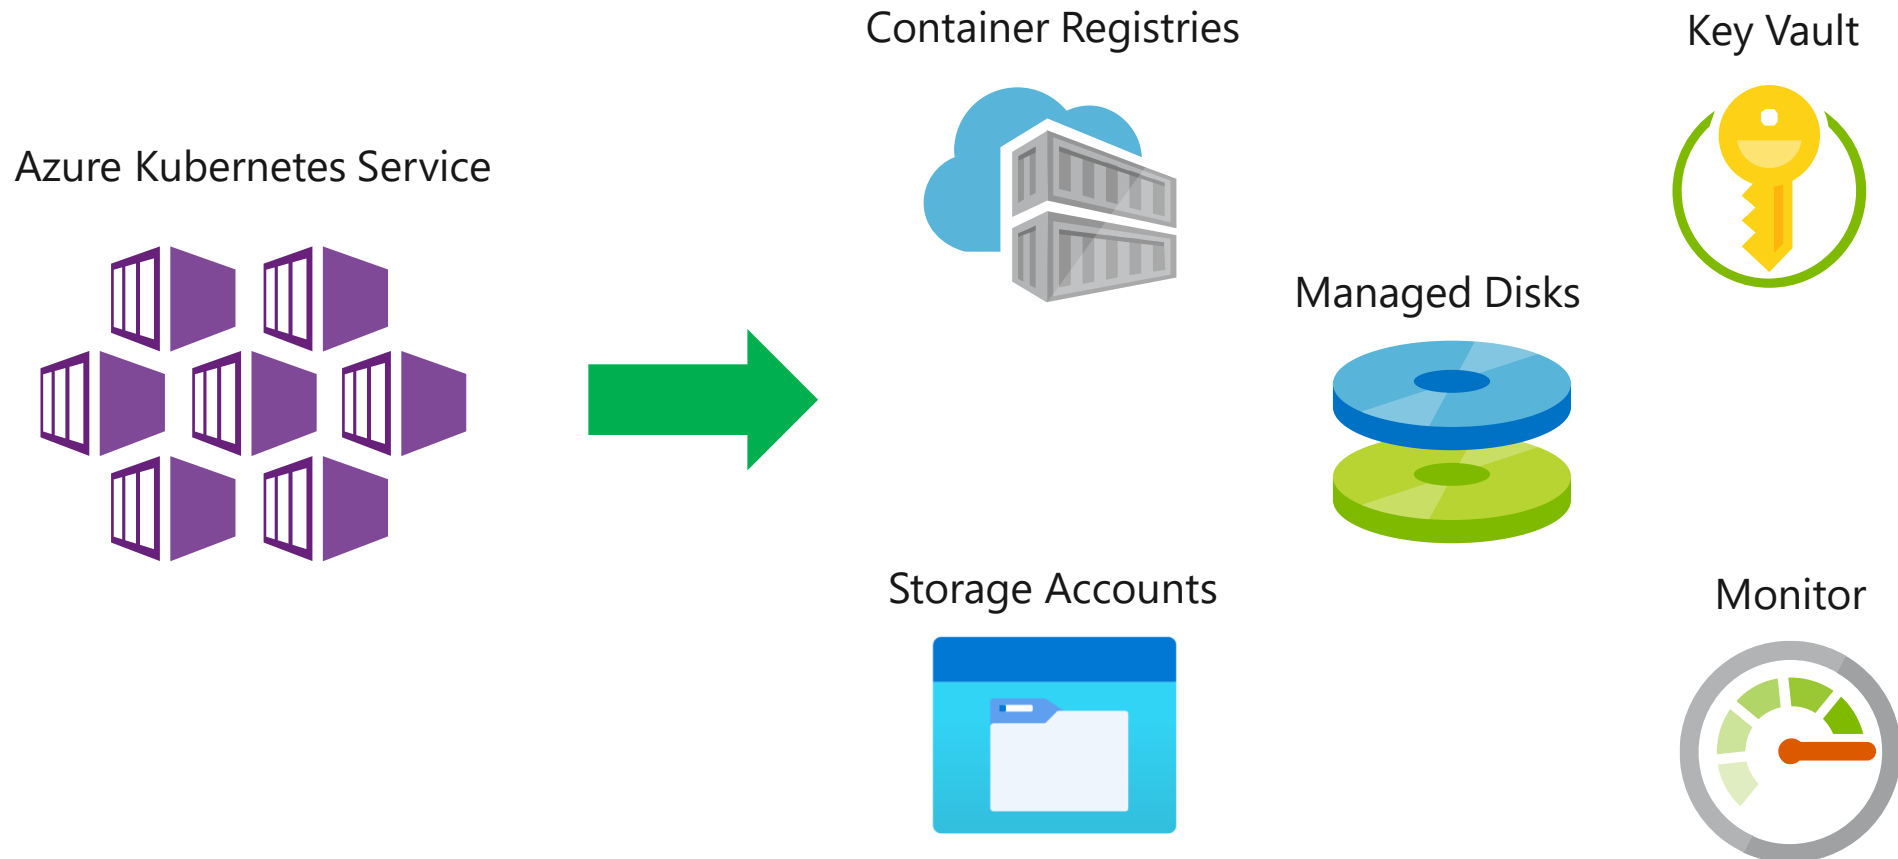 Container Registries
Key Vault
Azure Kubernetes Service
Managed Disks
Storage Accounts
Monitor